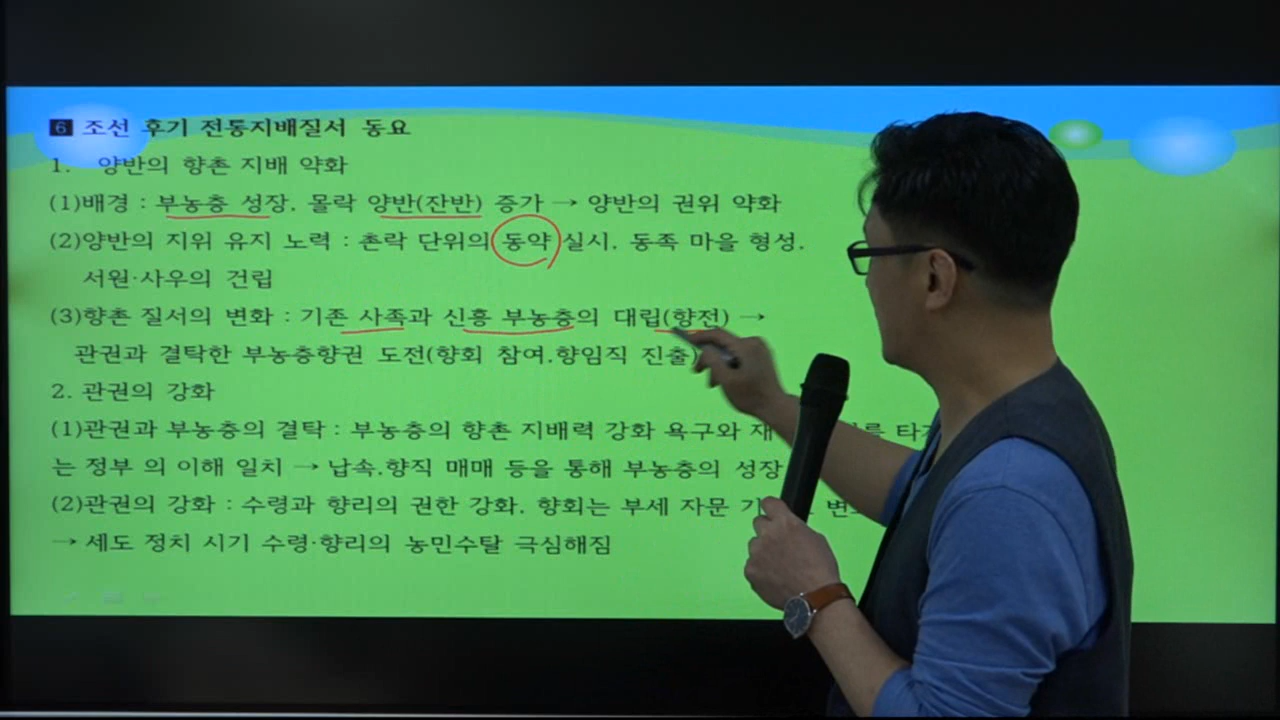 6 조선 후기 전통지배질서 동요
1. 양반의 향촌 지배 약화
(1)배경 : 부농층 성장, 몰락 양반(잔반) 증가 → 양반의 권위 약화
(2)양반의 지위 유지 노력 : 촌락 단위의 동약 실시, 동족 마을 형성,
서원·사우의 건립
(3)향촌 질서의 변화 : 기존 사족과 신흥 부농층의 대립(향전) →
관권과 결탁한 부농층향권 도전(향회 참여,향임직 진출)
2. 관권의 강화
(1)관권과 부농층의 결탁 : 부농층의 향촌 지배력 강화 욕구와 재
는 정부 의 이해 일치 → 납속,향직 매매 등을 통해 부농층의 성장
(2)관권의 강화 : 수령과 향리의 권한 강화, 향회는 부세 자문
→ 세도 정치 시기 수령·향리의 농민수탈 극심해짐